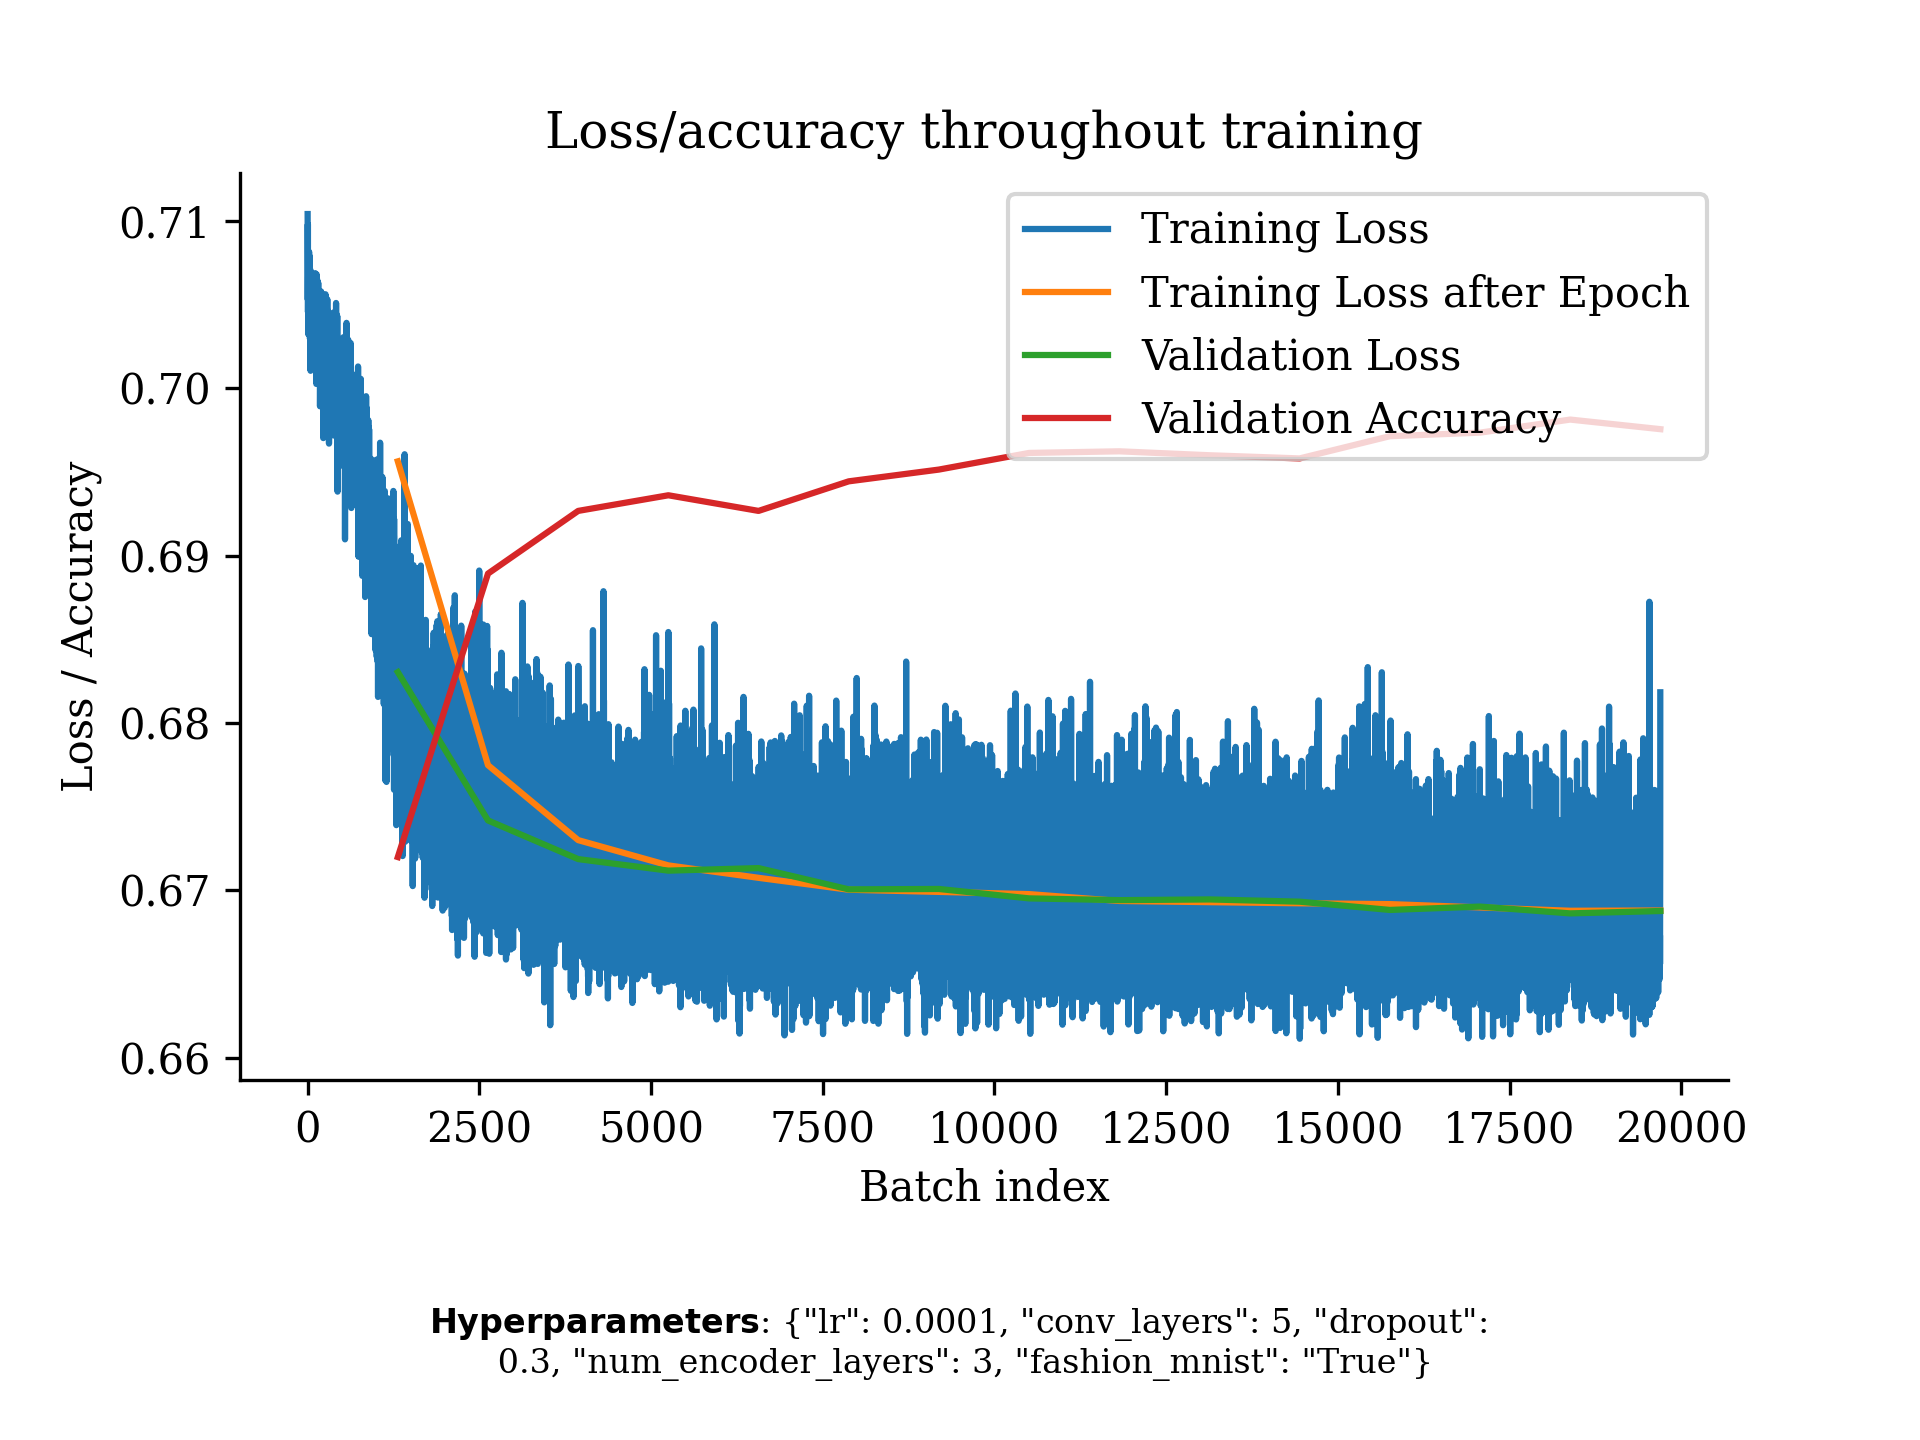 Loss/accuracy throughout training
Training Loss
Training Loss after Epoch
Validation Loss
Validation Accuracy
Loss / Accuracy
0.71
0.70
0.69
0.68
0.67
0.66
0 2500 5000 7500 10000 12500 15000 17500 20000
Batch index
Hyperparameters: {"lr": 0.0001, "conv_layers": 5, "dropout":
0.3, "num_encoder_layers": 3, "fashion_mnist": "True"}